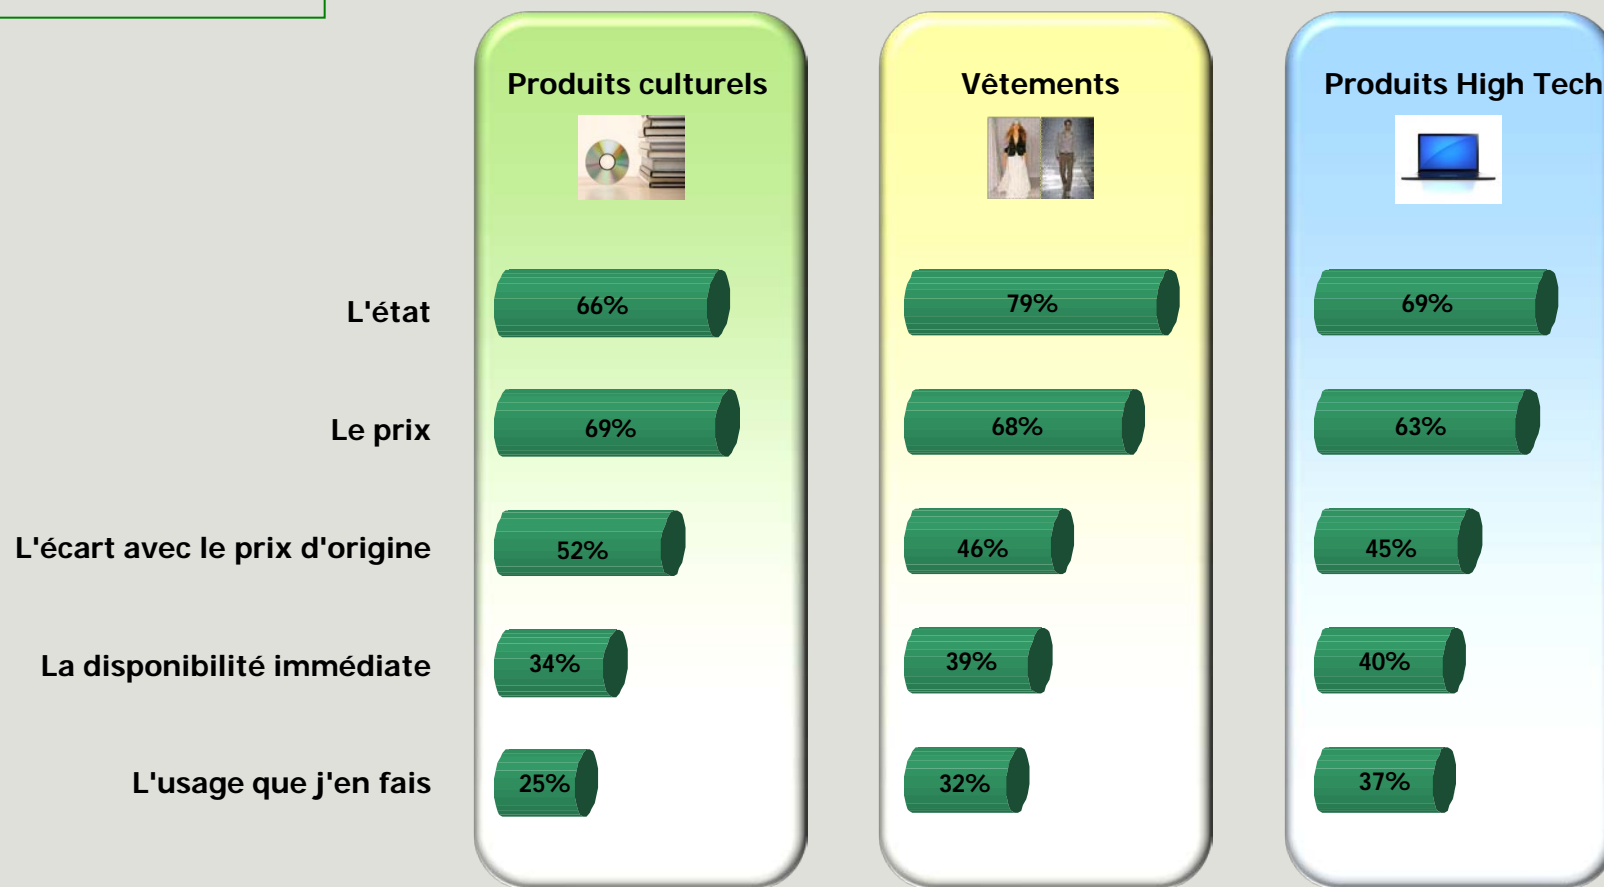 Produits culturels
Vêtements
Produits High Tech
L'état
66%
79%
69%
Le prix
69%
68%
63%
L'écart avec le prix d'origine
52%
46%
45%
La disponibilité immédiate
34%
39%
40%
L'usage que j'en fais
25%
32%
37%